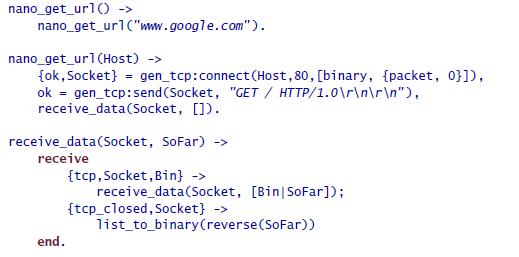 nano_get_url() ->
    nano_get_url("www.google.com").
nano_get_url(Host) ->
    {ok,Socket} = gen_tcp:connect(Host,80,[binary, {packet, 0}]),
    ok = gen_tcp:send(Socket, "GET / HTTP/1.0\r\n\r\n"),
    receive_data(Socket, []).
receive_data(Socket, SoFar) ->
    receive
        {tcp,Socket,Bin} ->
            receive_data(Socket, [Bin|SoFar]);
        {tcp_closed,Socket} ->
            list_to_binary(reverse(SoFar))
    end.